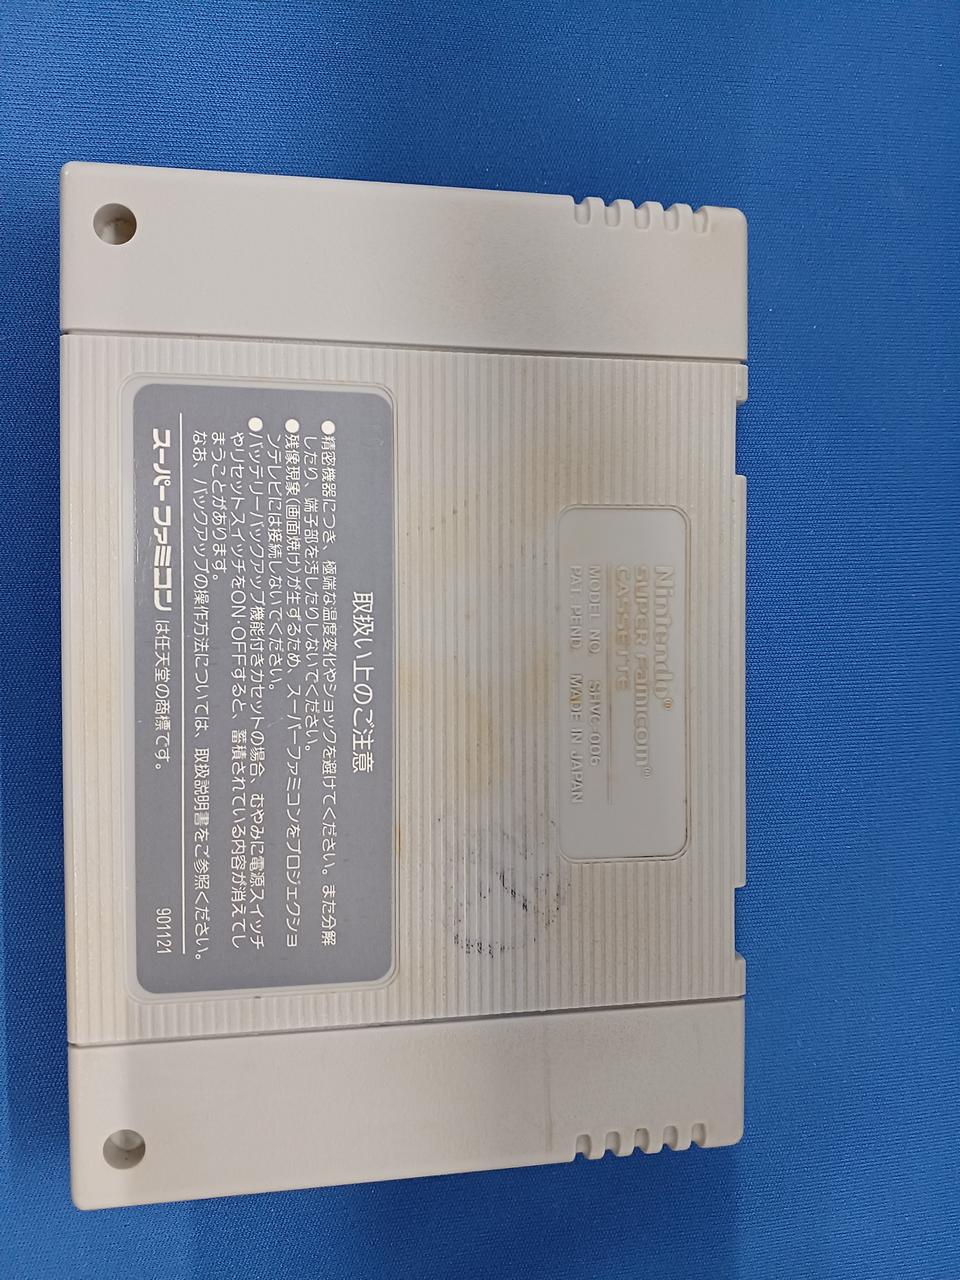 Nintendo®
SUPER FAMICOM™
CASSETTE
MODEL NO. SHVC-006
PAT. PEND. MADE IN JAPAN
取扱い上のご注意
●精密機器につき、極端な温度変化やショックを避けてください。また分解
したり、端子部を汚したりしないでください。
●残像現象(画面焼け)が生ずるため、スーパーファミコンをプロジェクショ
ンテレビには接続しないでください。
●バッテリーバックアップ機能付きカセットの場合、むやみに電源スイッチ
やリセットスイッチをON・OFFすると、蓄積されている内容が消えてし
まうことがあります。
なお、バックアップの操作方法については、取扱説明書をご参照ください。
スーパーファミコンは任天堂の商標です。 901121